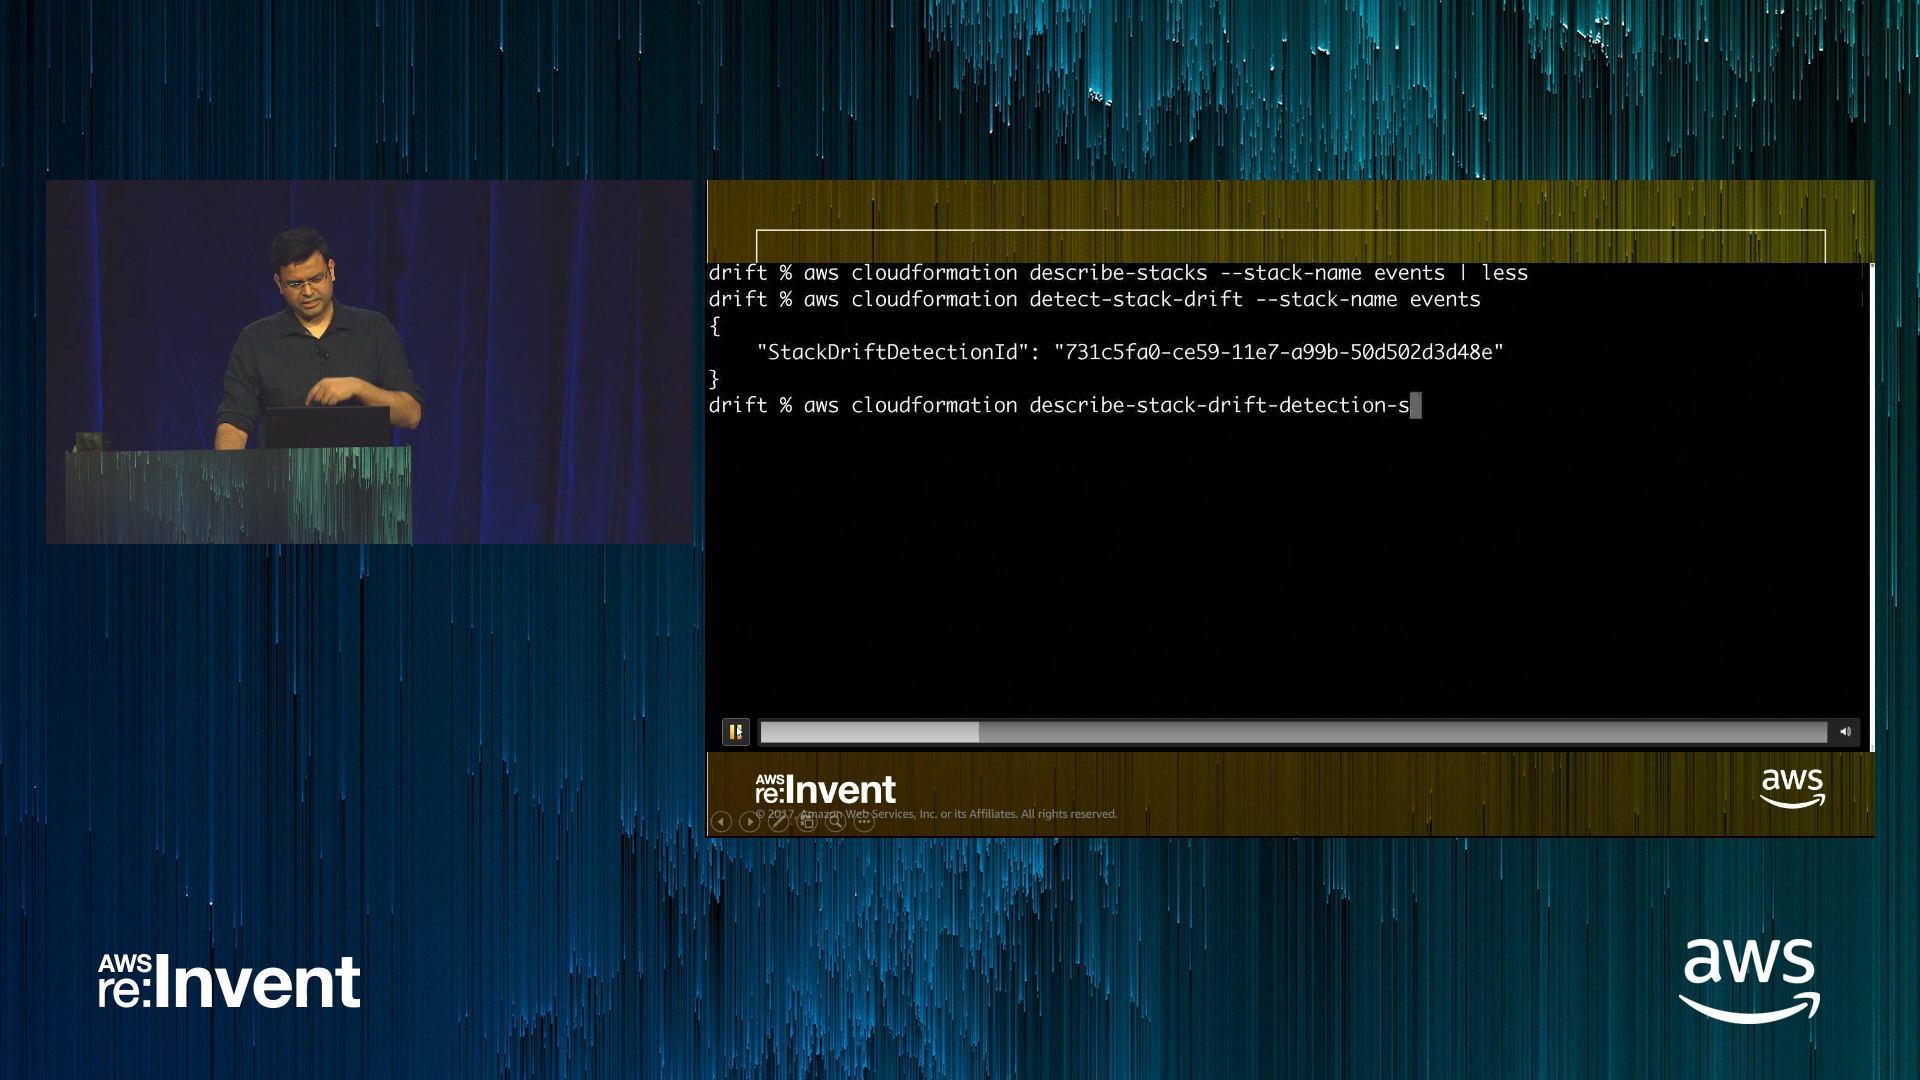 drift % aws cloudformation describe-stacks --stack-name events | less
drift % aws cloudformation detect-stack-drift --stack-name events
{
    "StackDriftDetectionId": "731c5fa0-ce59-11e7-a99b-50d502d3d48e"
}
drift % aws cloudformation describe-stack-drift-detection-s
AWS
re:Invent
aws
© 2017, Amazon Web Services, Inc. or its Affiliates. All rights reserved.
AWS
re:Invent
aws